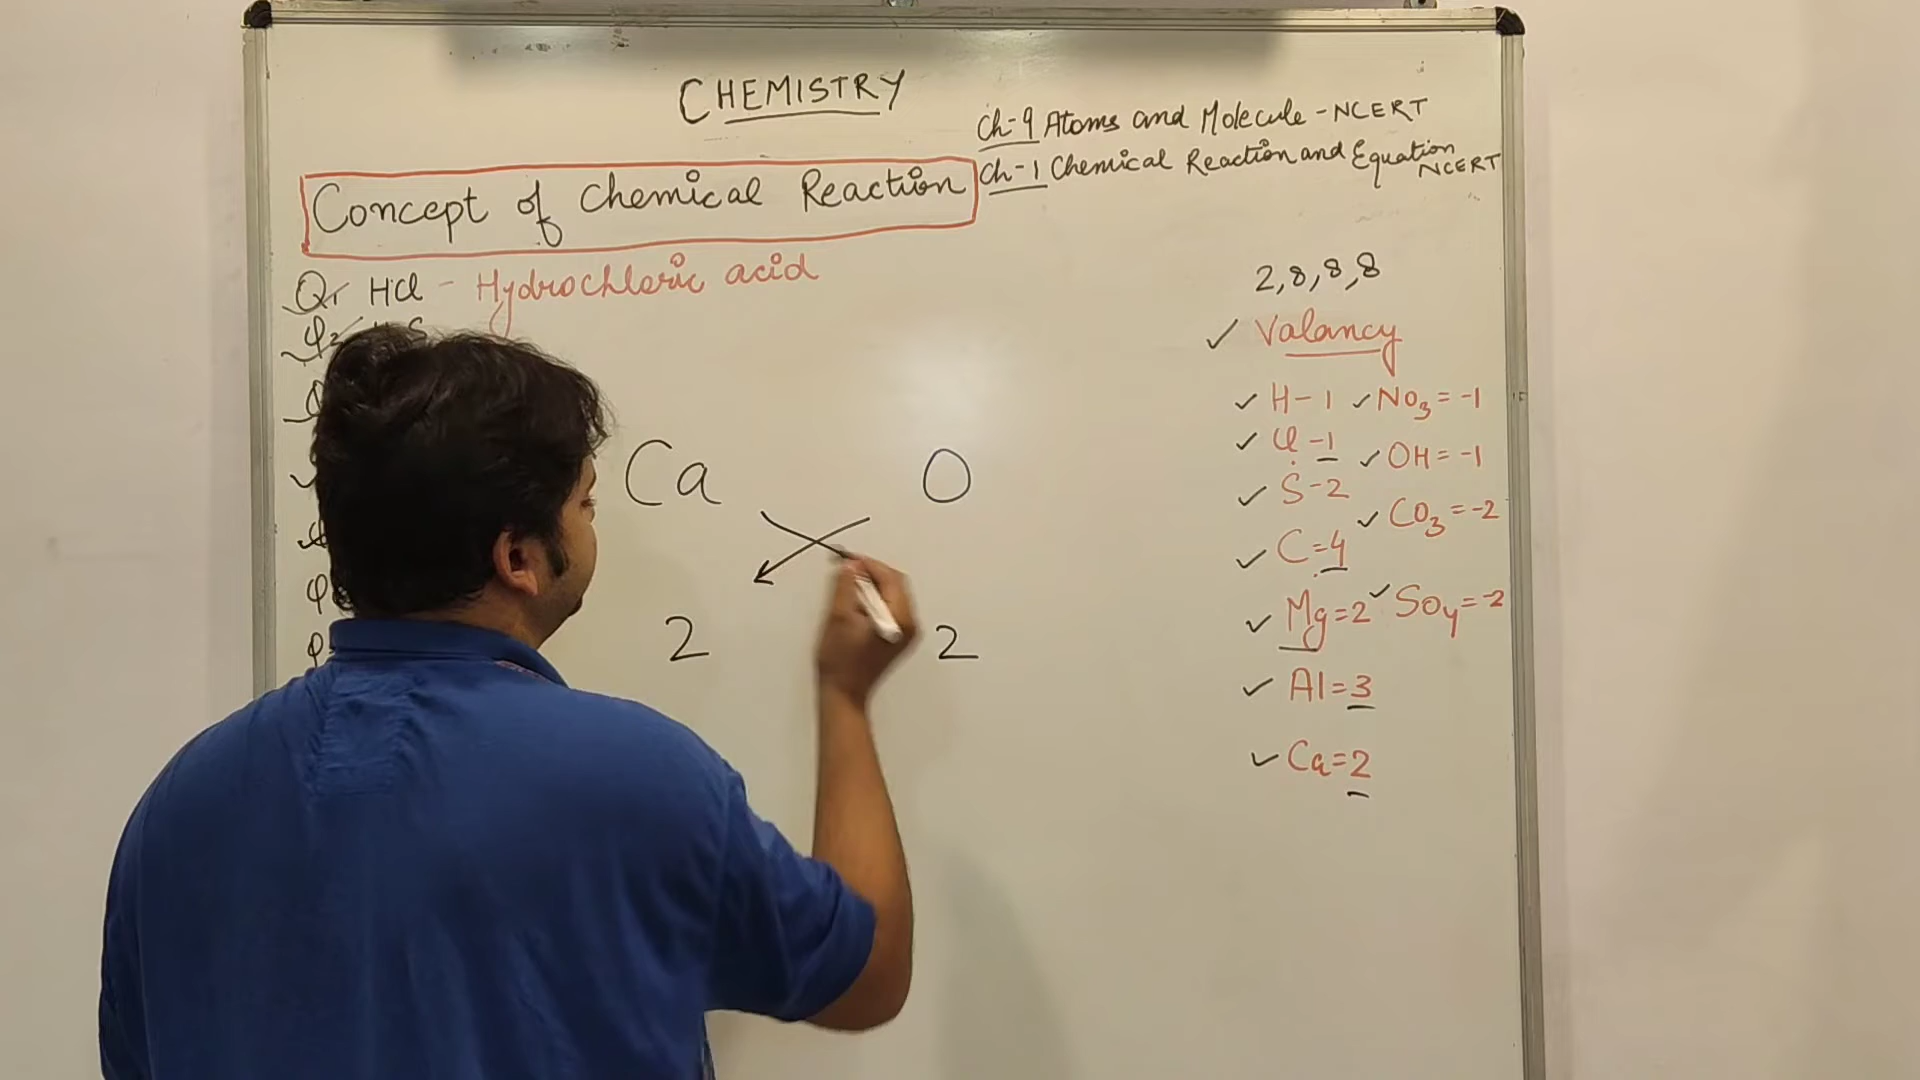 CHEMISTRY
Ch-9 Atoms and Molecule - NCERT
Ch-1 Chemical Reaction and Equation
NCERT
Concept of Chemical Reaction
Q1 HCl - Hydrochloric acid
2,8,8,8
Valancy
H-1 NO3=-1
Cl-1 OH=-1
S-2 CO3=-2
C=4
Mg=2 SO4=-2
Al=3
Ca=2
Ca O
2 2